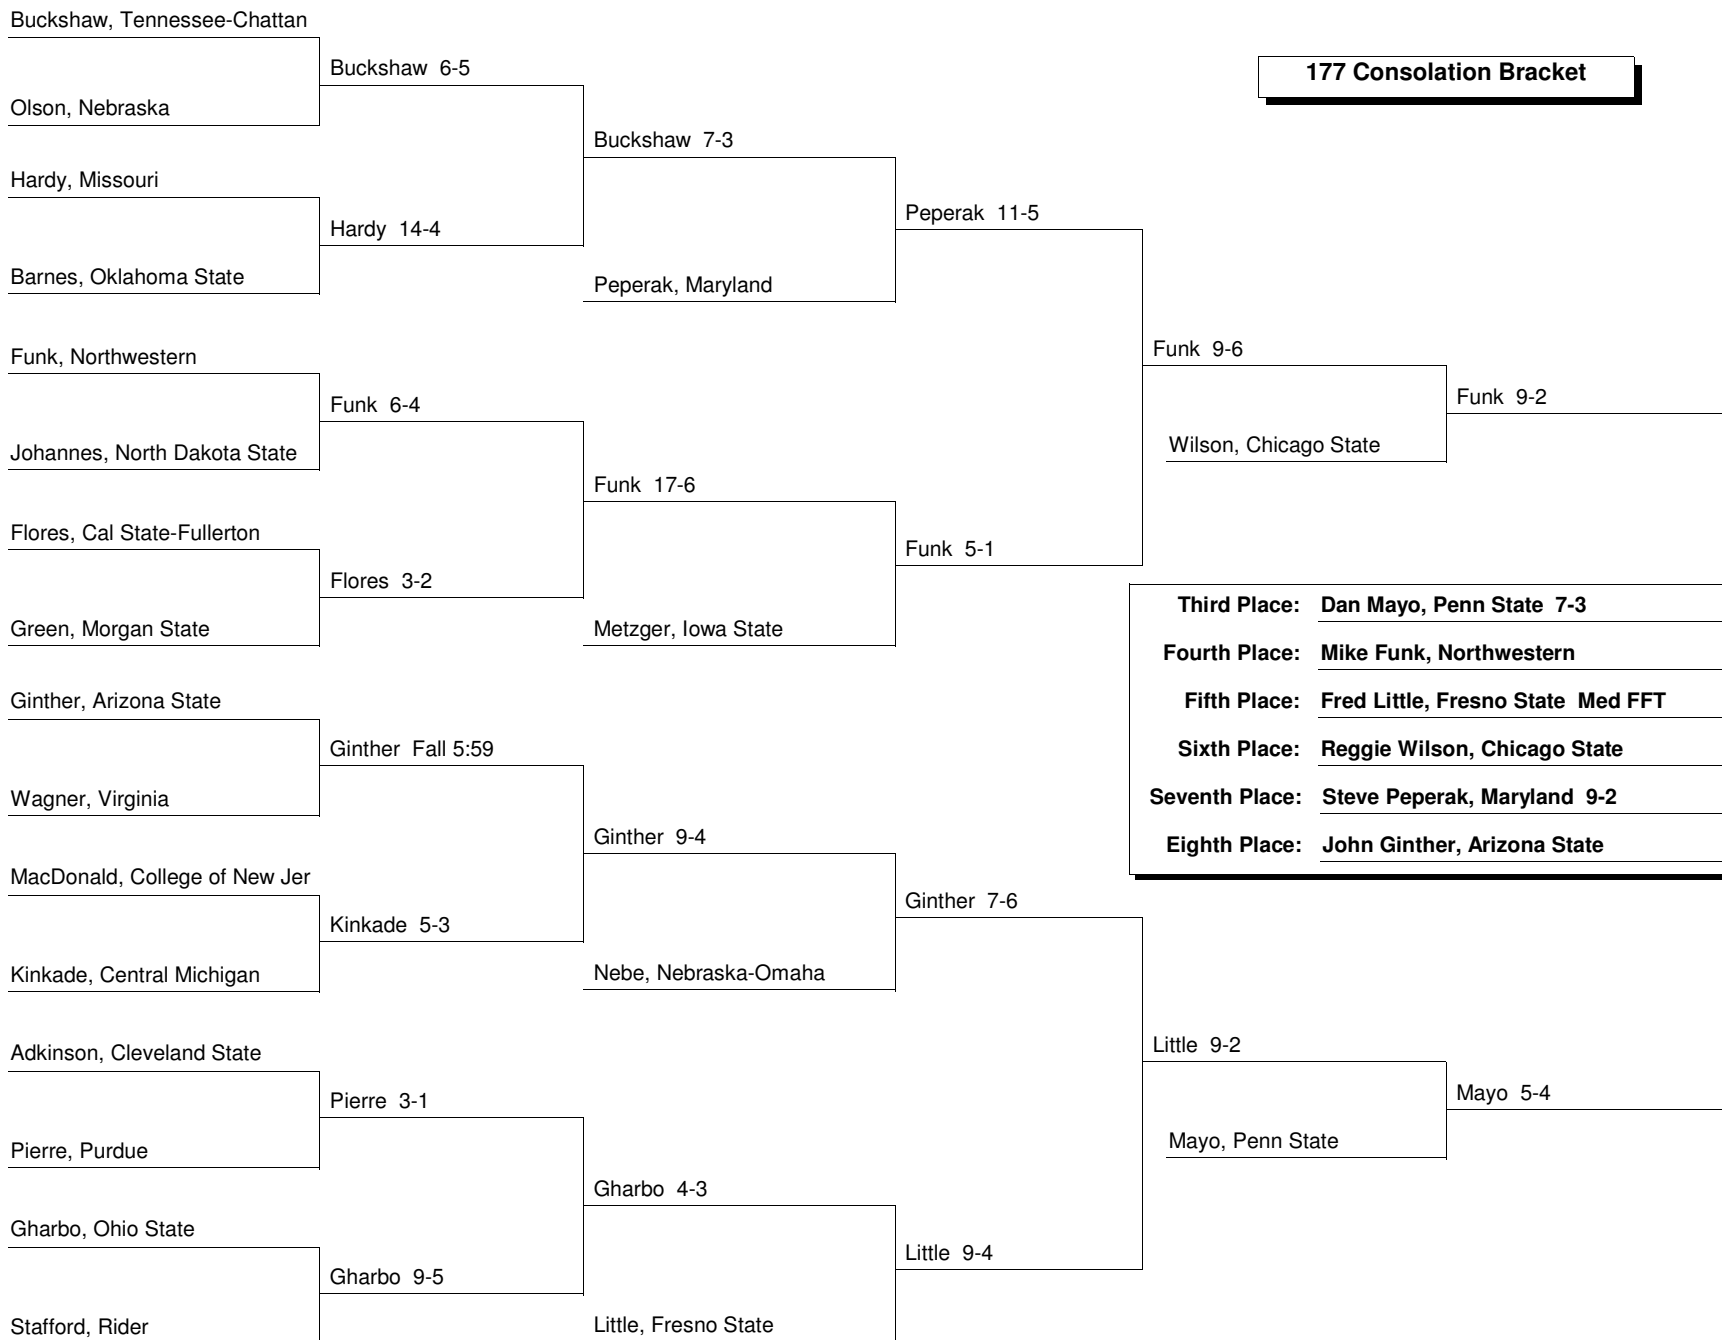 Buckshaw, Tennessee-Chattan
Buckshaw 6-5
177 Consolation Bracket
Olson, Nebraska
Buckshaw 7-3
Hardy, Missouri
Hardy 14-4
Peperak 11-5
Barnes, Oklahoma State
Peperak, Maryland
Funk, Northwestern
Funk 9-6
Funk 6-4
Funk 9-2
Johannes, North Dakota State
Wilson, Chicago State
Funk 17-6
Flores, Cal State-Fullerton
Funk 5-1
Flores 3-2
Green, Morgan State
Metzger, Iowa State
Third Place: Dan Mayo, Penn State 7-3
Fourth Place: Mike Funk, Northwestern
Fifth Place: Fred Little, Fresno State Med FFT
Sixth Place: Reggie Wilson, Chicago State
Seventh Place: Steve Peperak, Maryland 9-2
Eighth Place: John Ginther, Arizona State
Ginther, Arizona State
Ginther Fall 5:59
Wagner, Virginia
Ginther 9-4
MacDonald, College of New Jer
Ginther 7-6
Kinkade 5-3
Kinkade, Central Michigan
Nebe, Nebraska-Omaha
Adkinson, Cleveland State
Little 9-2
Pierre 3-1
Mayo 5-4
Pierre, Purdue
Mayo, Penn State
Gharbo 4-3
Gharbo, Ohio State
Little 9-4
Gharbo 9-5
Stafford, Rider
Little, Fresno State